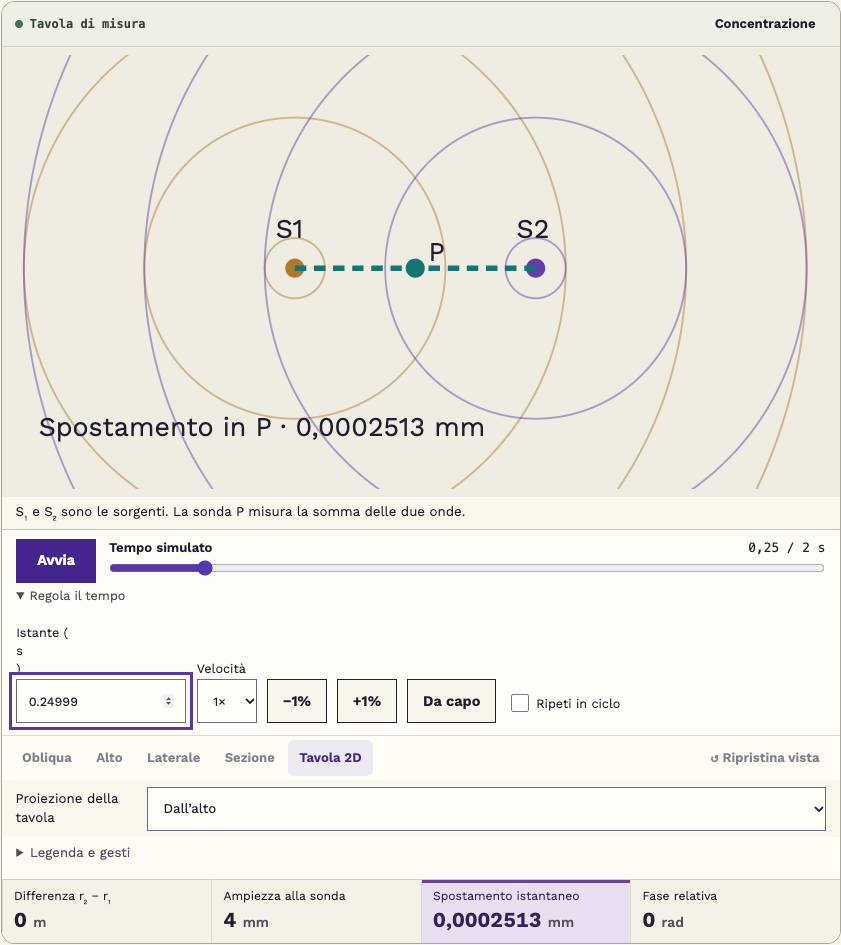 Tavola di misura
Concentrazione
S1
S2
P
Spostamento in P · 0,0002513 mm
S₁ e S₂ sono le sorgenti. La sonda P misura la somma delle due onde.
Avvia
Tempo simulato
0,25 / 2 s
▼ Regola il tempo
Istante (
s
)
Velocità
0.24999
1×
−1%
+1%
Da capo
Ripeti in ciclo
Obliqua
Alto
Laterale
Sezione
Tavola 2D
↺ Ripristina vista
Proiezione della
tavola
Dall’alto
▶ Legenda e gesti
Differenza r₂ − r₁
0 m
Ampiezza alla sonda
4 mm
Spostamento istantaneo
0,0002513 mm
Fase relativa
0 rad